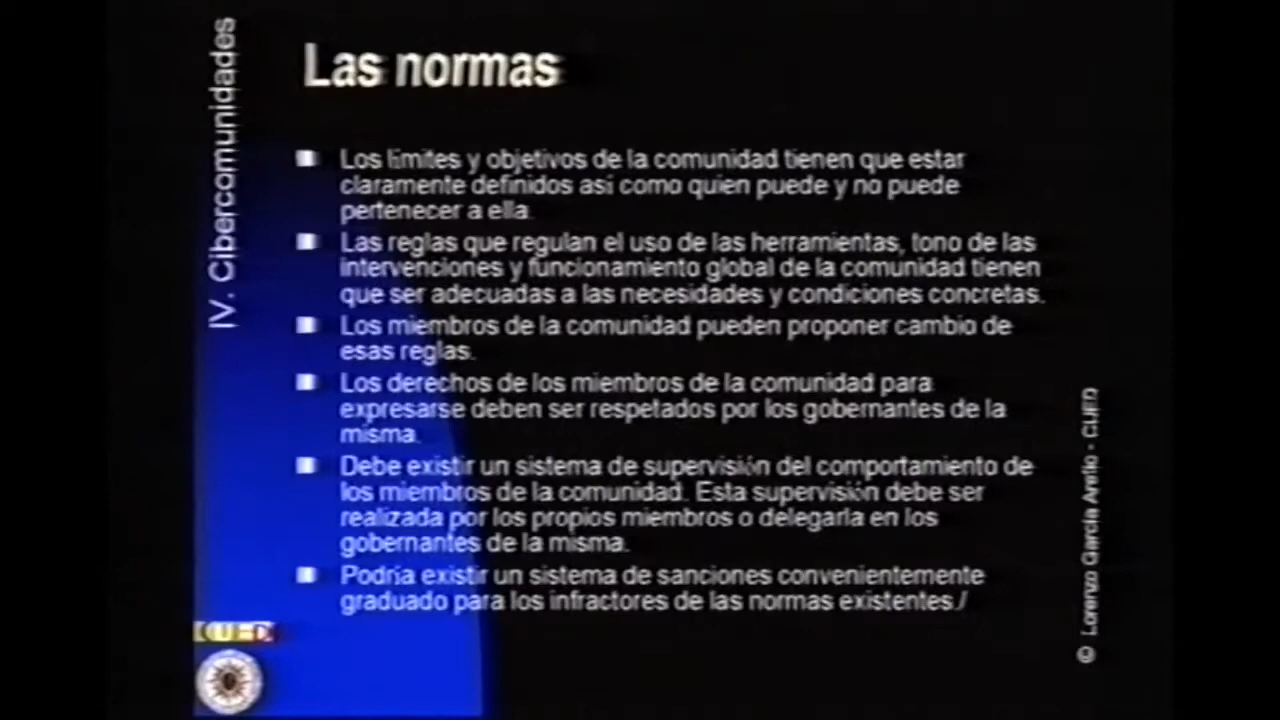 IV. Cibercomunidades
Las normas
Los límites y objetivos de la comunidad tienen que estar
claramente definidos así como quien puede y no puede
pertenecer a ella.
Las reglas que regulan el uso de las herramientas, tono de las
intervenciones y funcionamiento global de la comunidad tienen
que ser adecuadas a las necesidades y condiciones concretas.
Los miembros de la comunidad pueden proponer cambio de
esas reglas.
Los derechos de los miembros de la comunidad para
expresarse deben ser respetados por los gobernantes de la
misma.
Debe existir un sistema de supervisión del comportamiento de
los miembros de la comunidad. Esta supervisión debe ser
realizada por los propios miembros o delegarla en los
gobernantes de la misma.
Podría existir un sistema de sanciones convenientemente
graduado para los infractores de las normas existentes./
CUED
© Lorenzo García Aretio - CUED